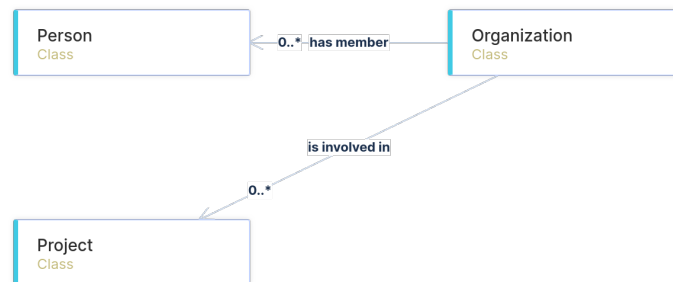 Person
Class
0..*
has member
Organization
Class
is involved in
0..*
Project
Class